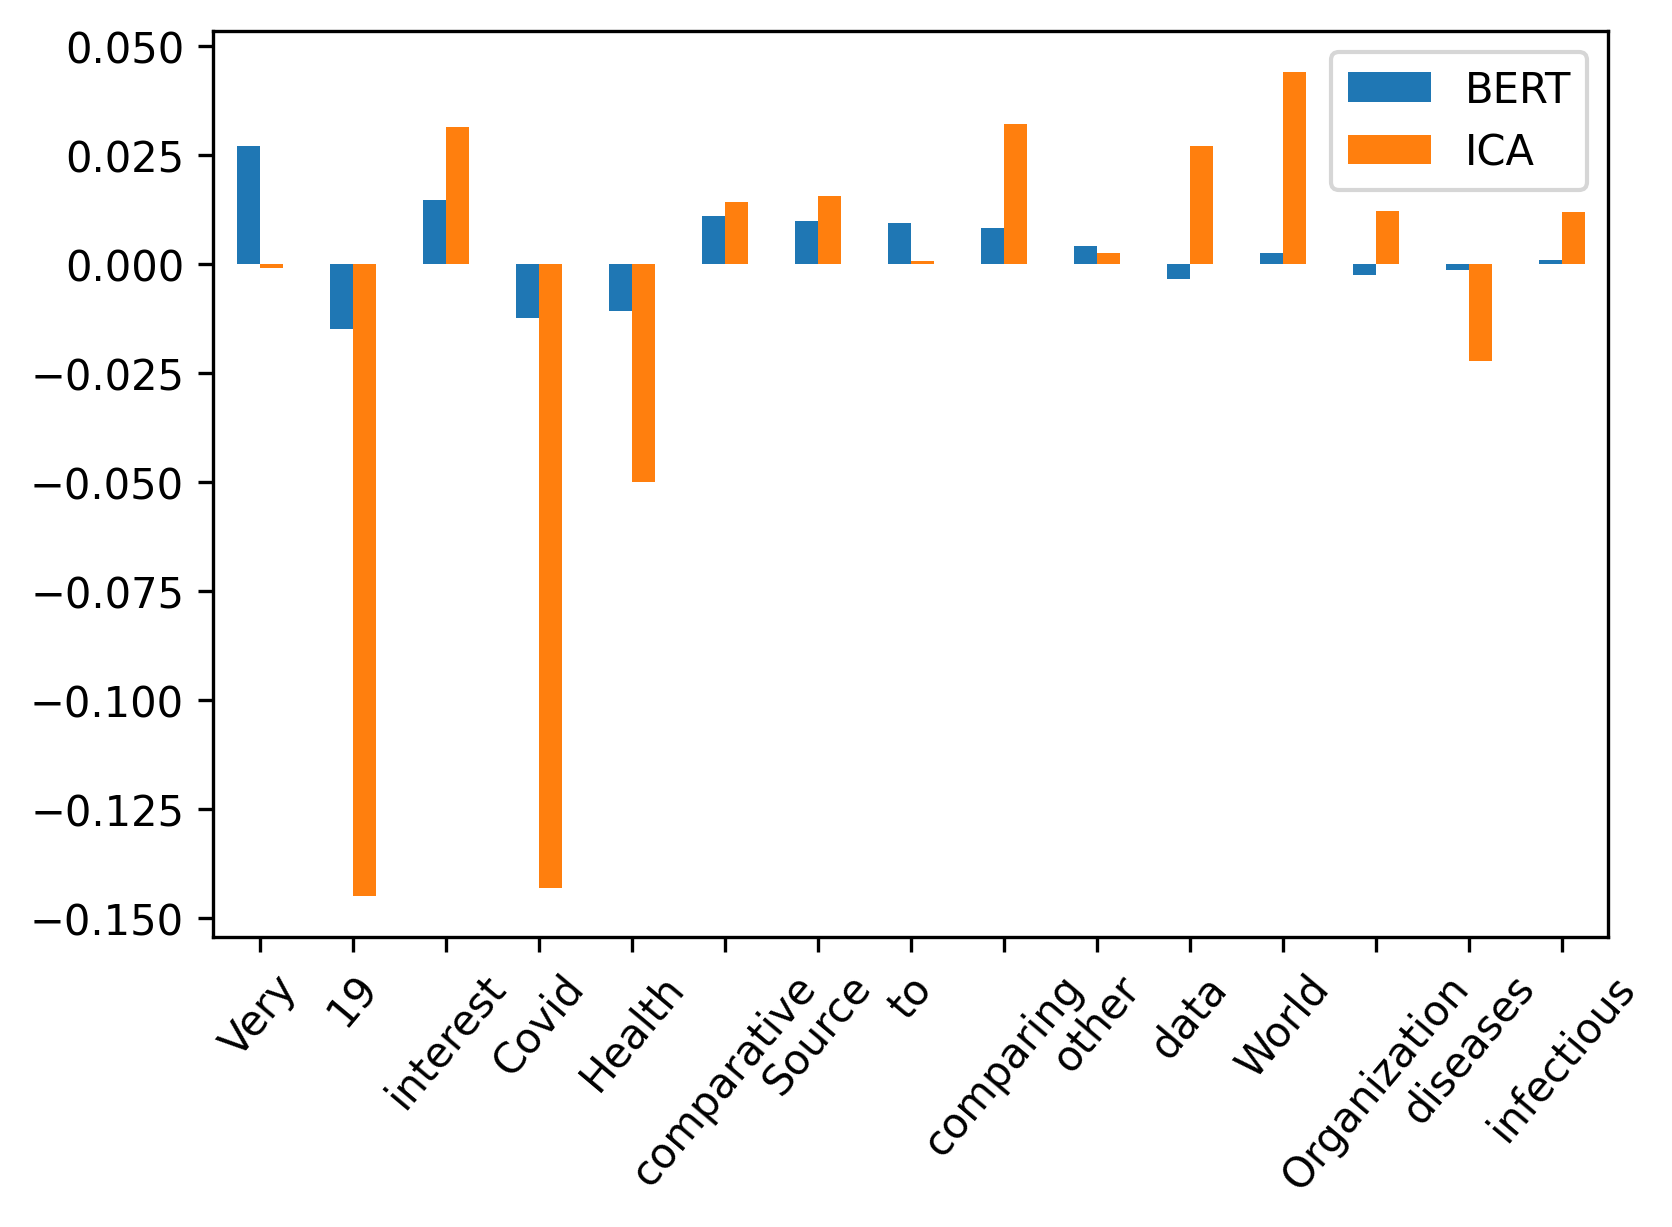 0.050
0.025
0.000
−0.025
−0.050
−0.075
−0.100
−0.125
−0.150
BERT
ICA
Very
19
interest
Covid
Health
comparative
Source
to
comparing
other
data
World
Organization
diseases
infectious